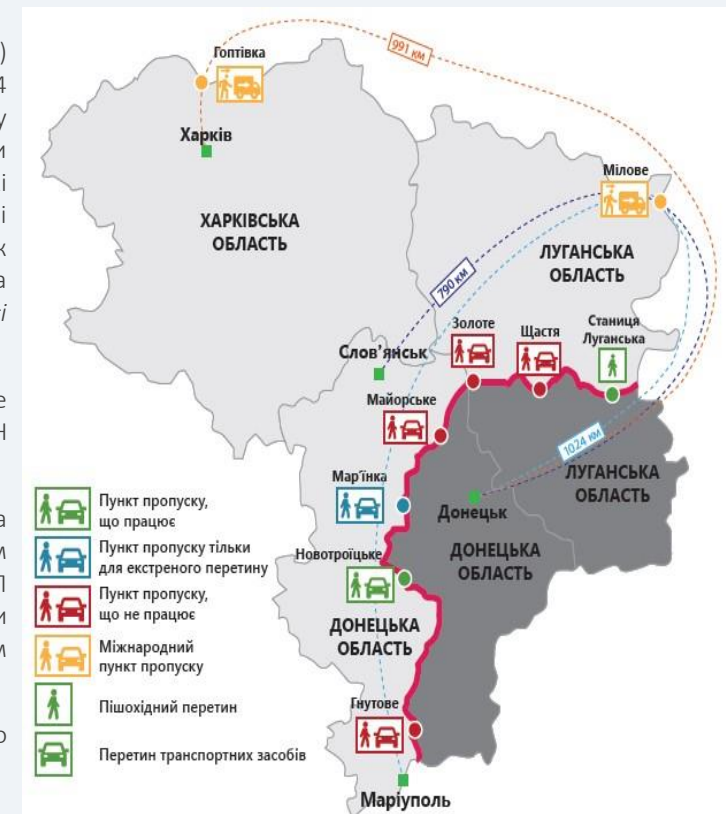 )
4
у
и
і
і
к
а
і
е
Н
а
м
П
и
м
о
991 км
Гоптівка
Харків
ХАРКІВСЬКА
ОБЛАСТЬ
Мілове
ЛУГАНСЬКА
ОБЛАСТЬ
790 км
Золоте
Щастя
Станиця
Луганська
Слов'янськ
Майорське
1024 км
ЛУГАНСЬКА
ОБЛАСТЬ
Мар'їнка
Донецьк
ДОНЕЦЬКА
ОБЛАСТЬ
Новотроїцьке
ДОНЕЦЬКА
ОБЛАСТЬ
Гнутове
Маріуполь
Пункт пропуску,
що працює
Пункт пропуску тільки
для екстреного перетину
Пункт пропуску,
що не працює
Міжнародний
пункт пропуску
Пішохідний перетин
Перетин транспортних засобів